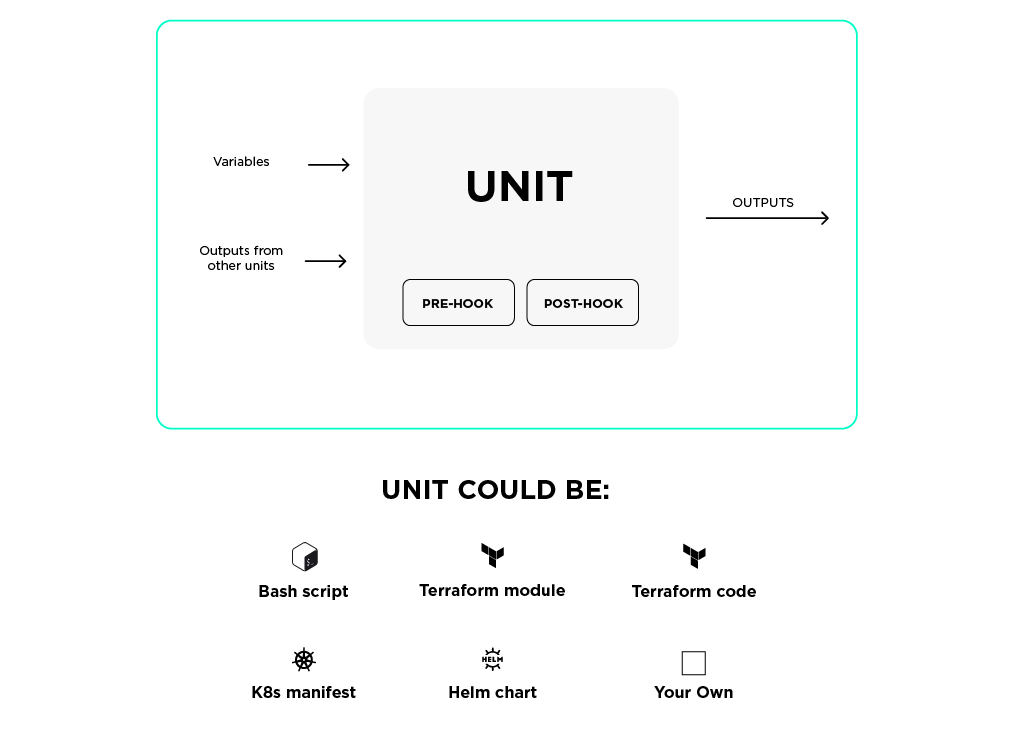 Variables
UNIT
OUTPUTS
Outputs from
other units
PRE-HOOK
POST-HOOK
UNIT COULD BE:
Bash script
Terraform module
Terraform code
HELM
K8s manifest
Helm chart
Your Own